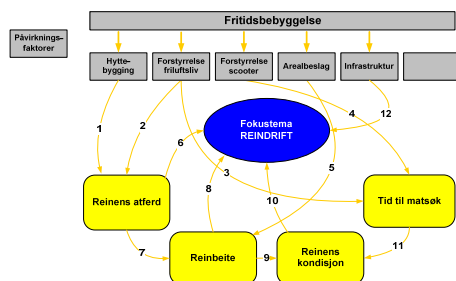 Fritidsbebyggelse
Påvirknings-
faktorer
Hytte-
bygging
Forstyrrelse
friluftsliv
Forstyrrelse
scooter
Arealbeslag
Infrastruktur
1
2
6
4
12
Fokustema
REINDRIFT
3
5
8
10
Reinens atferd
Tid til matsøk
7
9
11
Reinbeite
Reinens
kondisjon